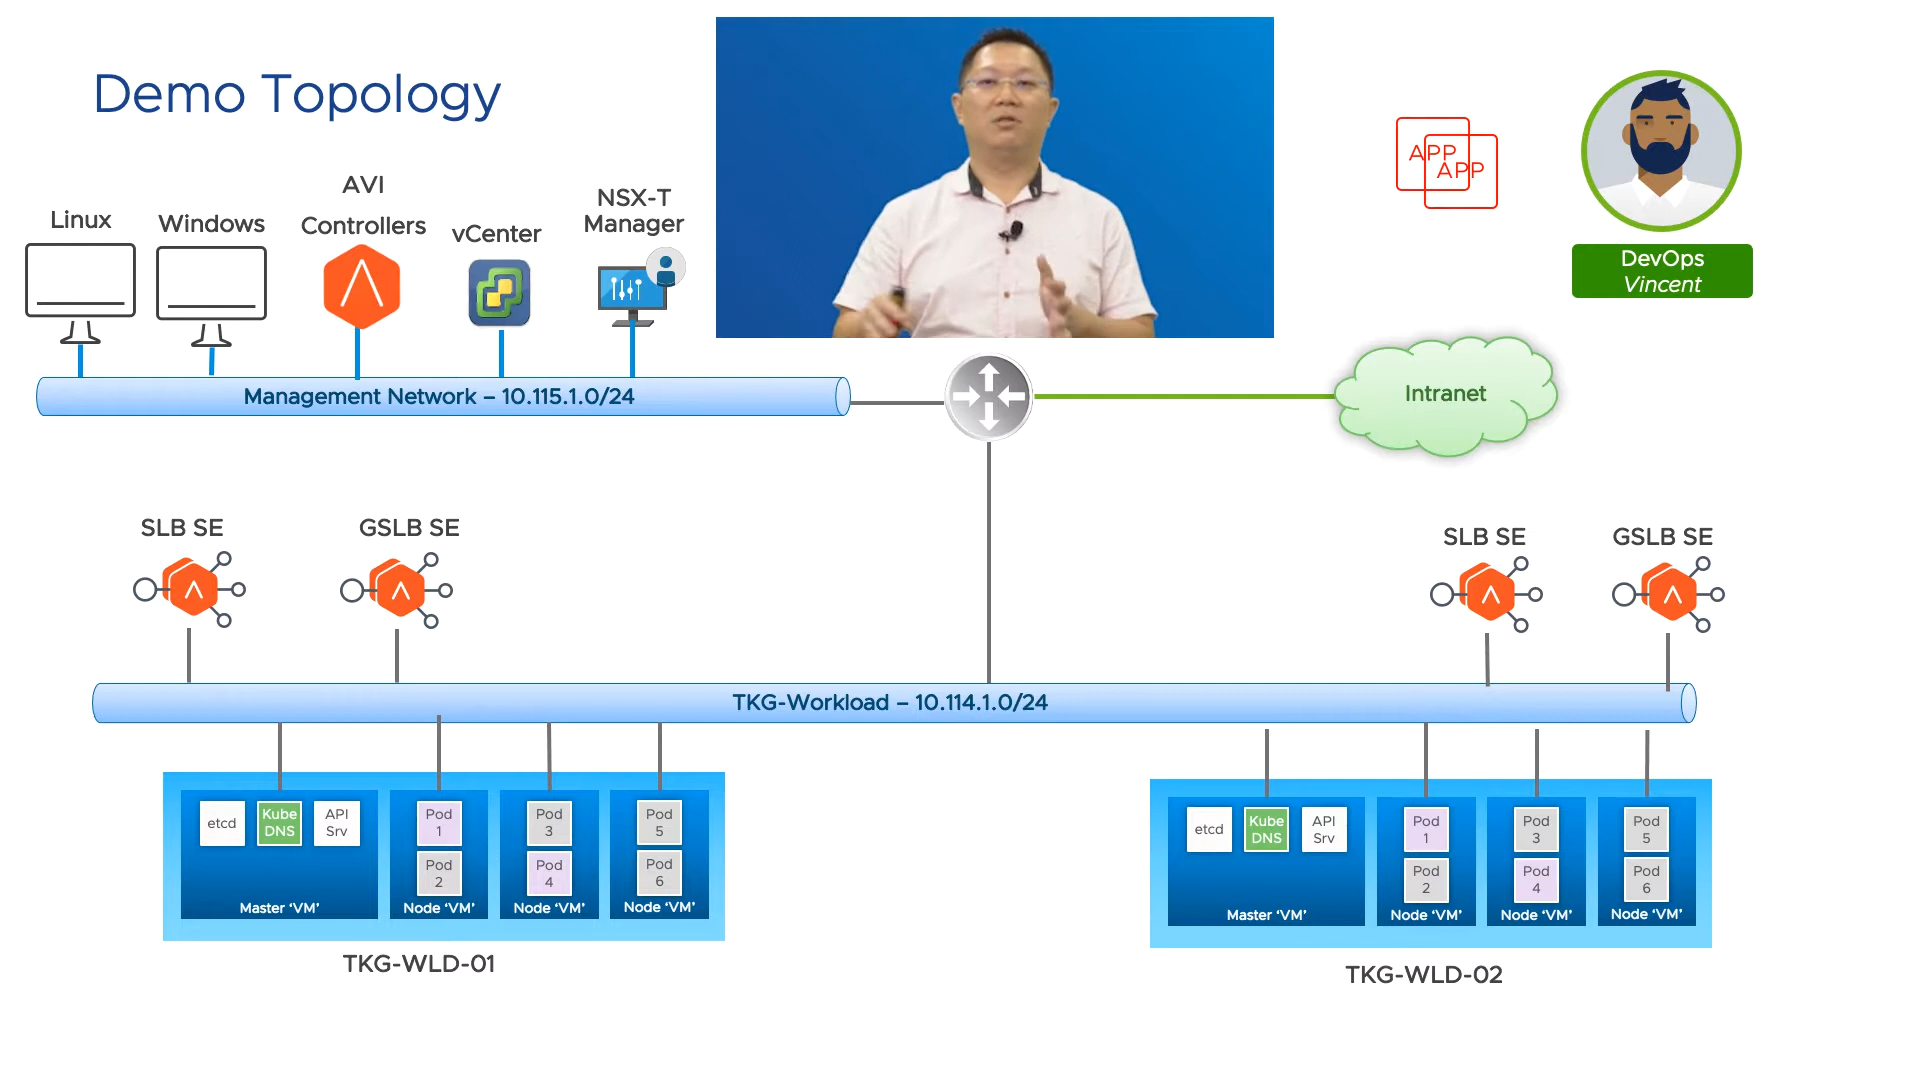 Demo Topology
Linux
Windows
AVI
Controllers
vCenter
NSX-T
Manager
APP
APP
DevOps
Vincent
Management Network – 10.115.1.0/24
Intranet
SLB SE
GSLB SE
SLB SE
GSLB SE
TKG-Workload – 10.114.1.0/24
etcd
Kube
DNS
API
Srv
Master ‘VM’
Pod
1
Pod
2
Node ‘VM’
Pod
3
Pod
4
Node ‘VM’
Pod
5
Pod
6
Node ‘VM’
TKG-WLD-01
etcd
Kube
DNS
API
Srv
Master ‘VM’
Pod
1
Pod
2
Node ‘VM’
Pod
3
Pod
4
Node ‘VM’
Pod
5
Pod
6
Node ‘VM’
TKG-WLD-02